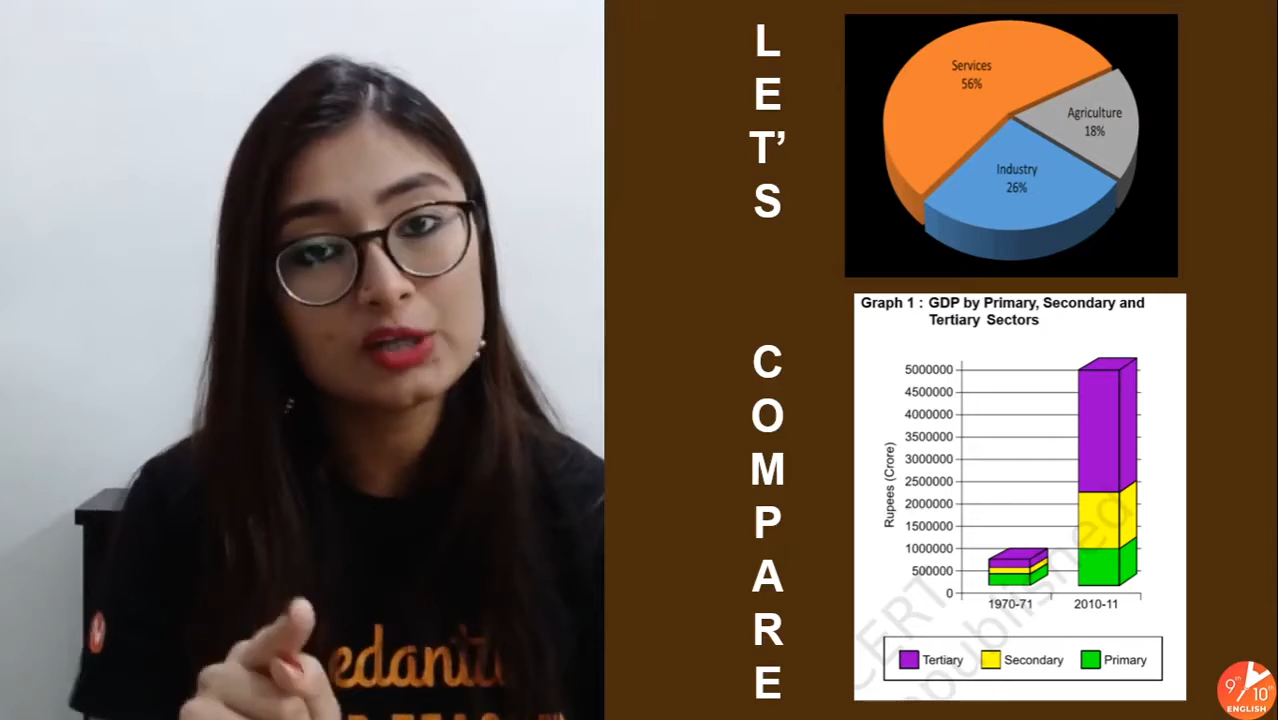 LET'S
COMPARE
Services
56%
Agriculture
18%
Industry
26%
Graph 1 : GDP by Primary, Secondary and
Tertiary Sectors
5000000
4500000
4000000
3500000
3000000
2500000
2000000
1500000
1000000
500000
0
Rupees (Crore)
1970-71
2010-11
Tertiary
Secondary
Primary
9th
10th
ENGLISH